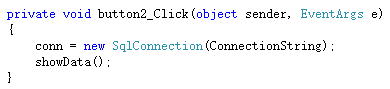 private void button2_Click(object sender, EventArgs e)
{
    conn = new SqlConnection(ConnectionString);
    showData();
}